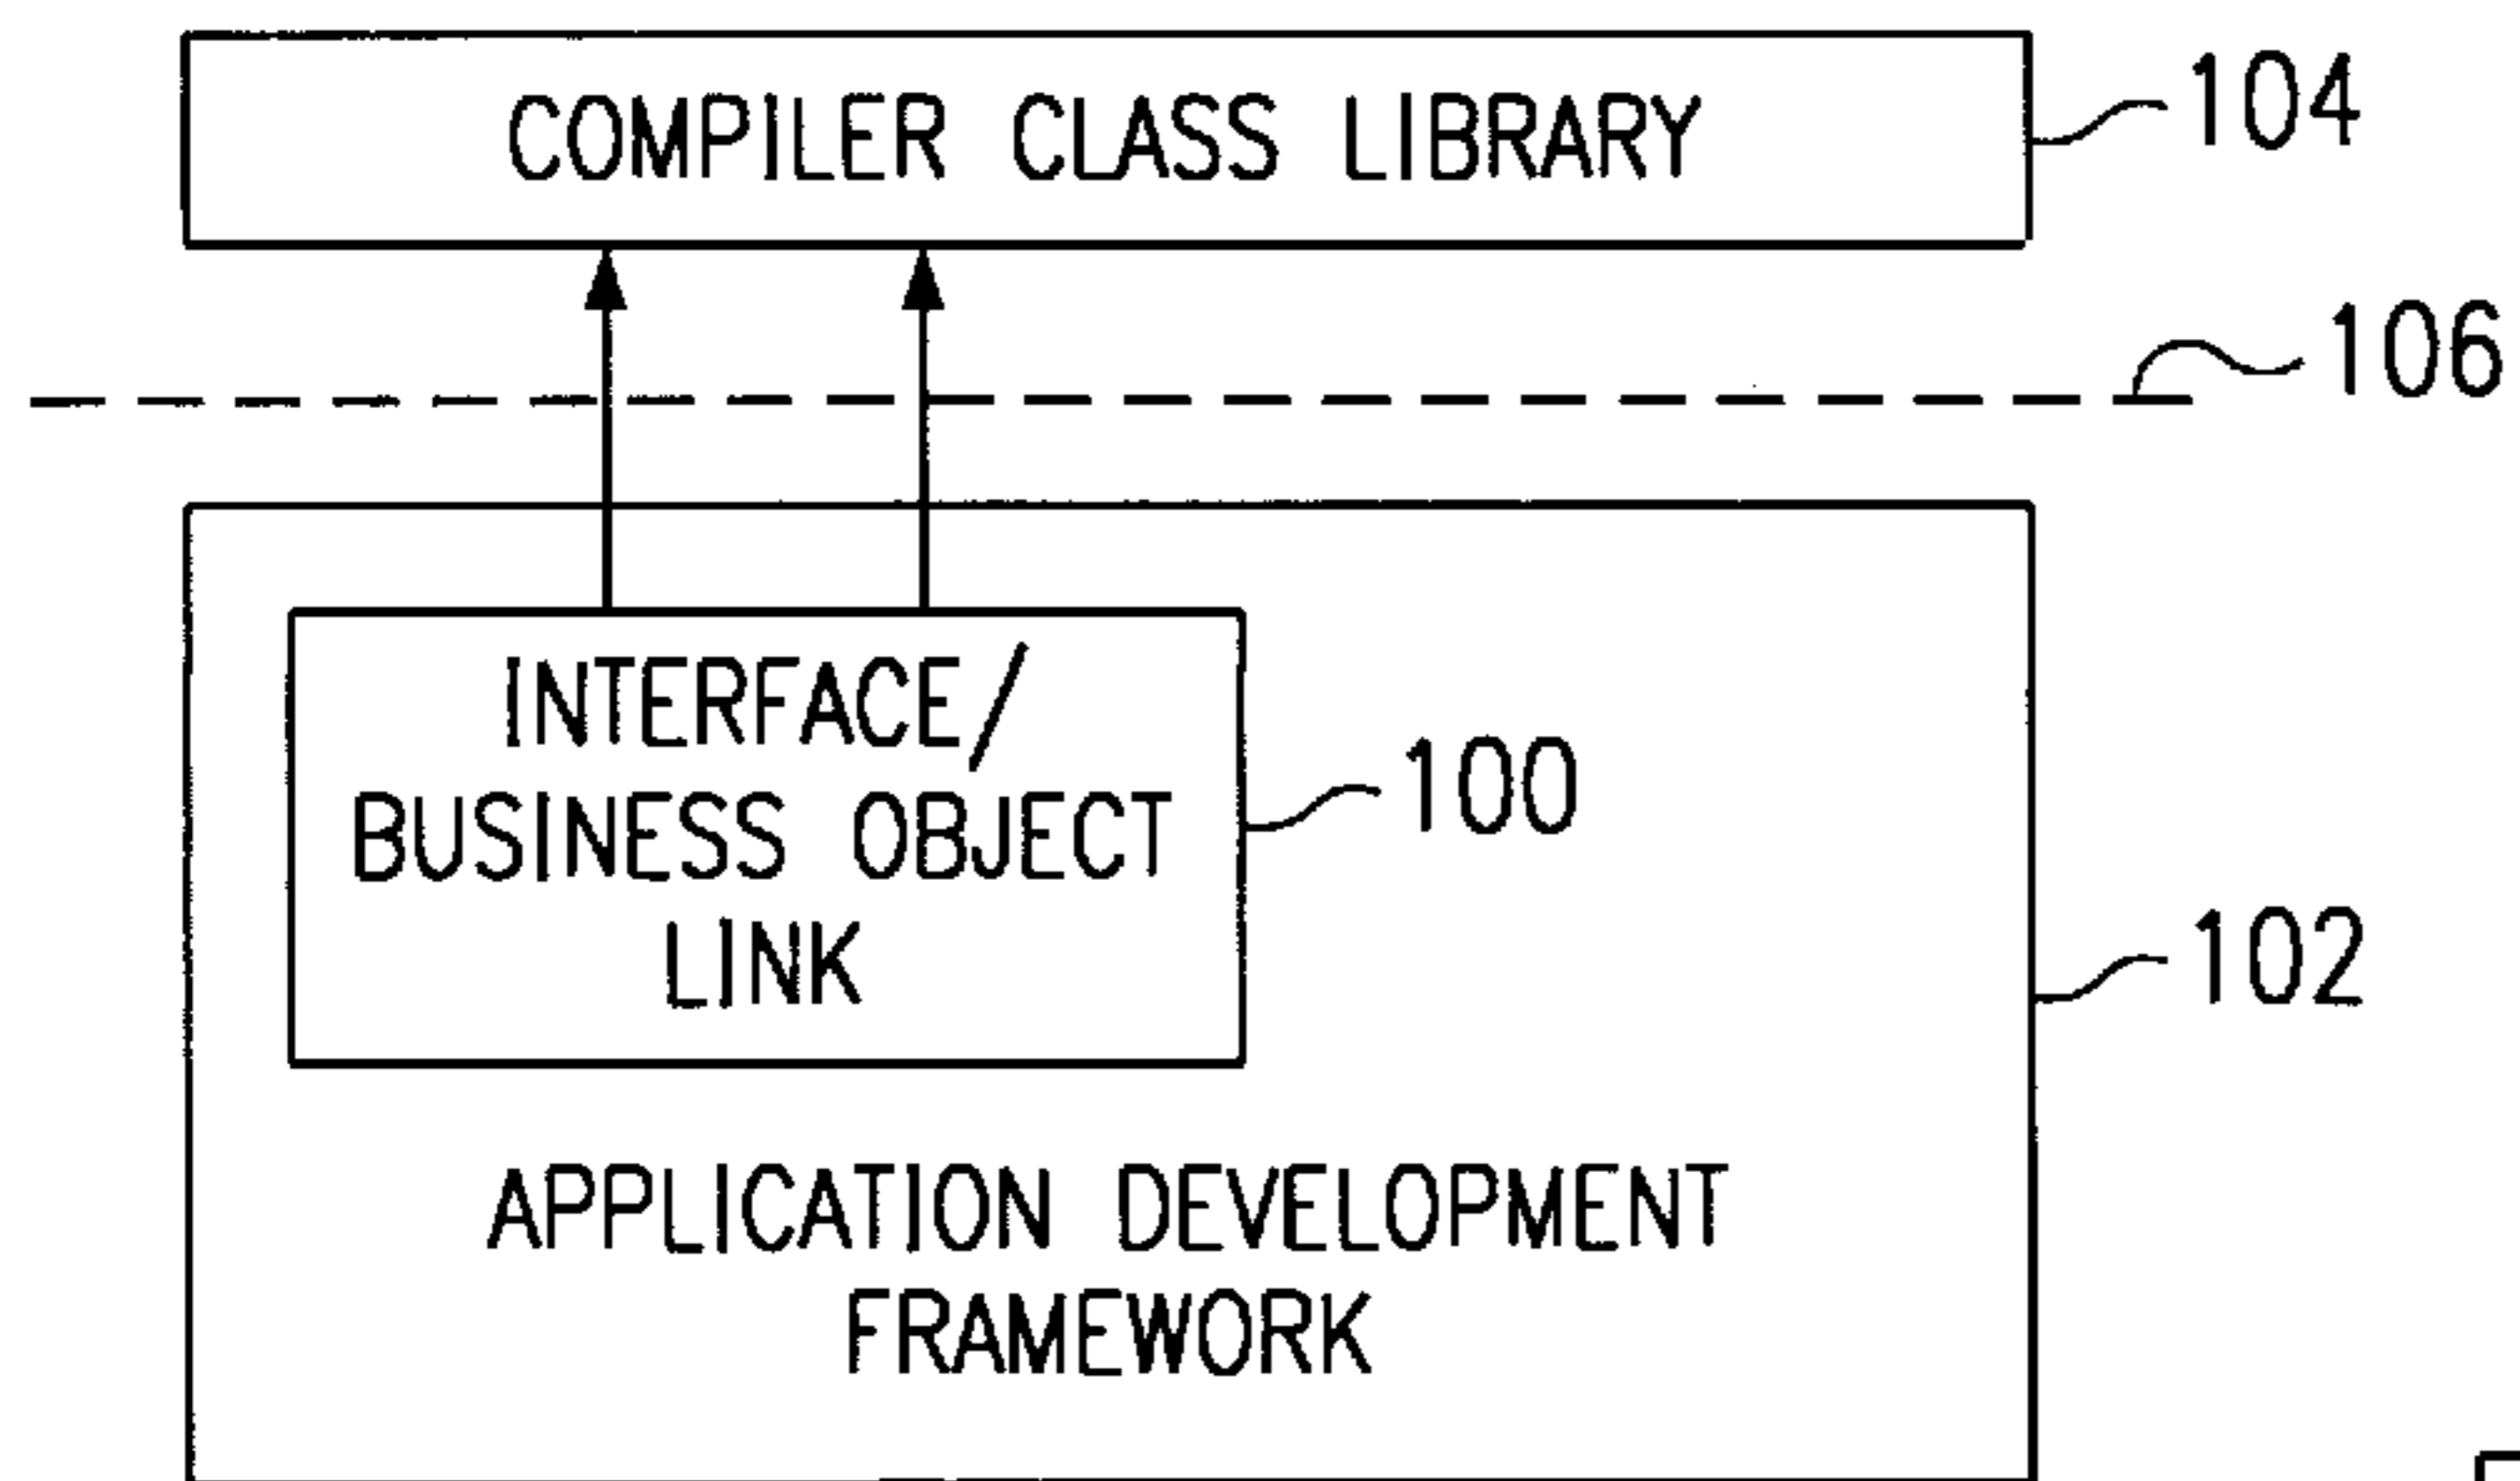 COMPILER CLASS LIBRARY
104
106
INTERFACE/
BUSINESS OBJECT
LINK
100
102
APPLICATION DEVELOPMENT
FRAMEWORK